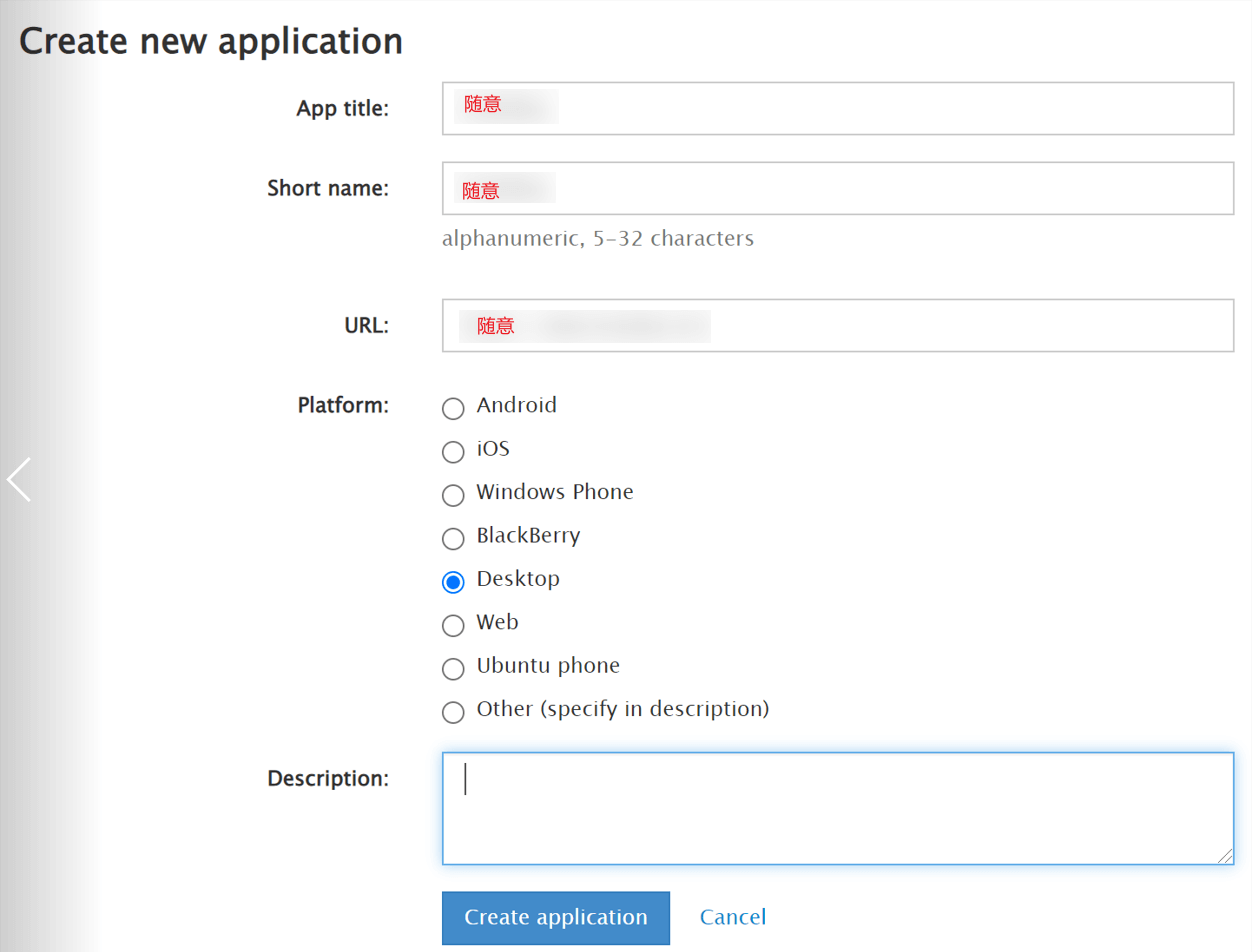 Create new application
App title:
随意
Short name:
随意
alphanumeric, 5-32 characters
URL:
随意
Platform:
Android
iOS
Windows Phone
BlackBerry
Desktop
Web
Ubuntu phone
Other (specify in description)
Description:
Create application
Cancel